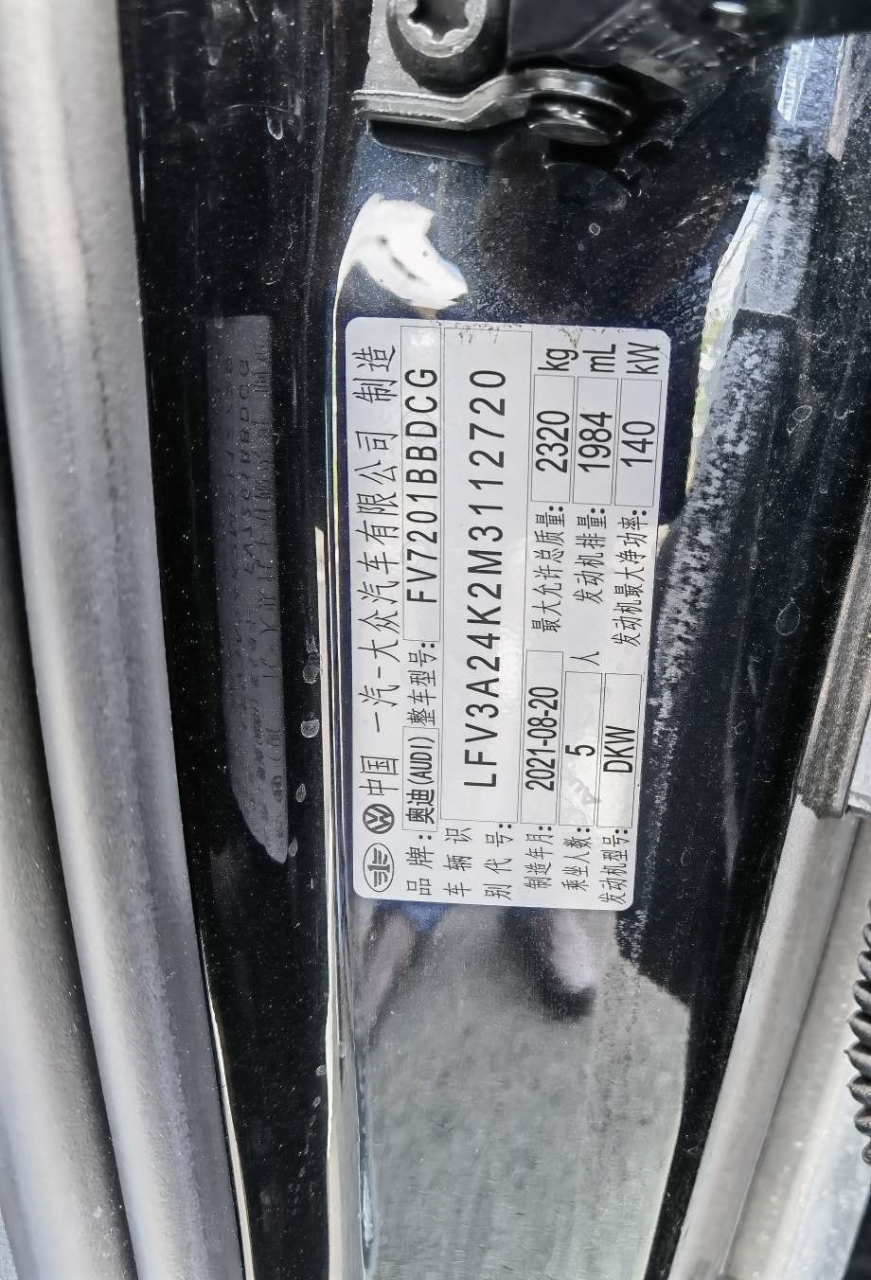 中国 一汽-大众汽车有限公司 制造
品牌: 奥迪(AUDI) 整车型号: FV7201BBDCG
车辆识别代号: LFV3A24K2M3112720
制造年月: 2021-08-20 最大允许总质量: 2320 kg
乘坐人数: 5 人 发动机排量: 1984 mL
发动机型号: DKW 发动机最大净功率: 140 kW